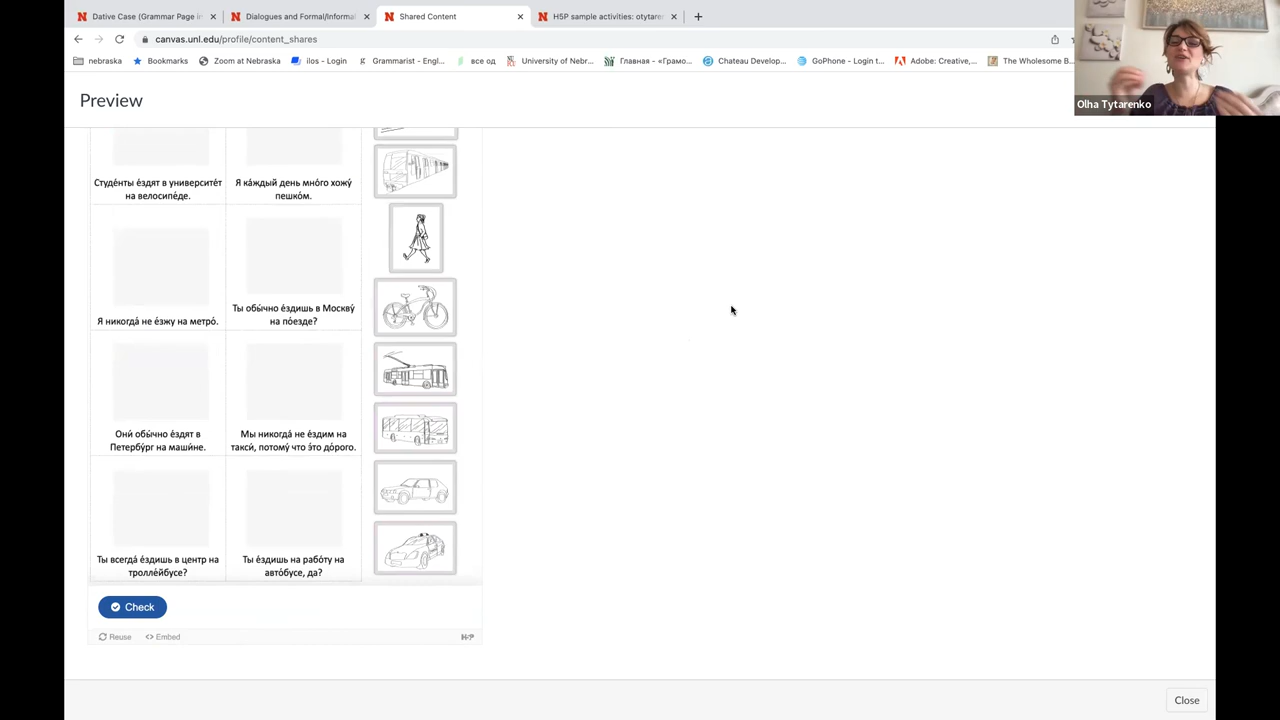 Dative Case (Grammar Page i
Dialogues and Formal/Informal
Shared Content
H5P sample activities: otytaren
canvas.unl.edu/profile/content_shares
nebraska
Bookmarks
Zoom at Nebraska
ilos - Login
Grammarist - Engl...
все од
University of Nebr...
Главная - «Грамо...
Chateau Develop...
GoPhone - Login t...
Adobe: Creative,...
The Wholesome B...
Olha Tytarenko
Preview
Студе́нты е́здят в университе́т
на велосипе́де.
Я ка́ждый день мно́го хожу́
пешко́м.
Я никогда́ не е́зжу на метро́.
Ты обы́чно е́здишь в Москву́
на по́езде?
Они́ обы́чно е́здят в
Петербу́рг на маши́не.
Мы никогда́ не е́здим на
такси́, потому́ что э́то до́рого.
Ты всегда́ е́здишь в центр на
тролле́йбусе?
Ты е́здишь на рабо́ту на
авто́бусе, да?
Check
Reuse
Embed
H5P
Close